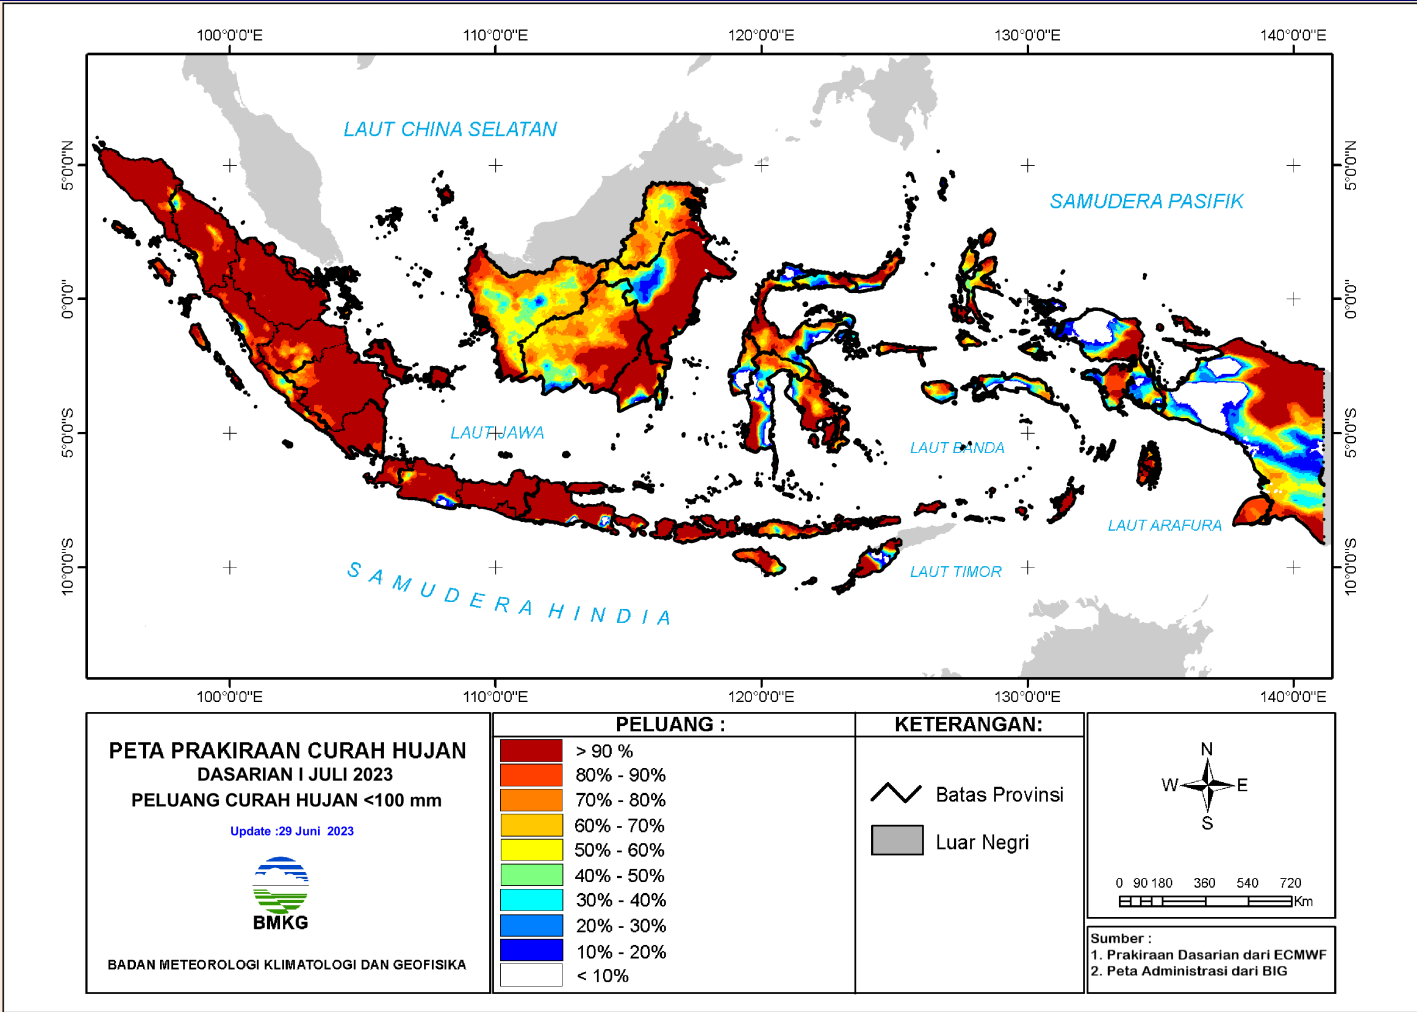 100°0'0"E 110°0'0"E 120°0'0"E 130°0'0"E 140°0'0"E
LAUT CHINA SELATAN
5°0'0"N
5°0'0"N
SAMUDERA PASIFIK
0°0'0"
0°0'0"
LAUT JAWA
5°0'0"S
5°0'0"S
LAUT BANDA
LAUT ARAFURA
10°0'0"S
10°0'0"S
LAUT TIMOR
SAMUDERA HINDIA
100°0'0"E 110°0'0"E 120°0'0"E 130°0'0"E 140°0'0"E
PETA PRAKIRAAN CURAH HUJAN
DASARIAN I JULI 2023
PELUANG CURAH HUJAN <100 mm
Update :29 Juni 2023
BMKG
BADAN METEOROLOGI KLIMATOLOGI DAN GEOFISIKA
PELUANG :
> 90 %
80% - 90%
70% - 80%
60% - 70%
50% - 60%
40% - 50%
30% - 40%
20% - 30%
10% - 20%
< 10%
KETERANGAN:
Batas Provinsi
Luar Negri
N
W E
S
0 90 180 360 540 720
Km
Sumber :
1. Prakiraan Dasarian dari ECMWF
2. Peta Administrasi dari BIG